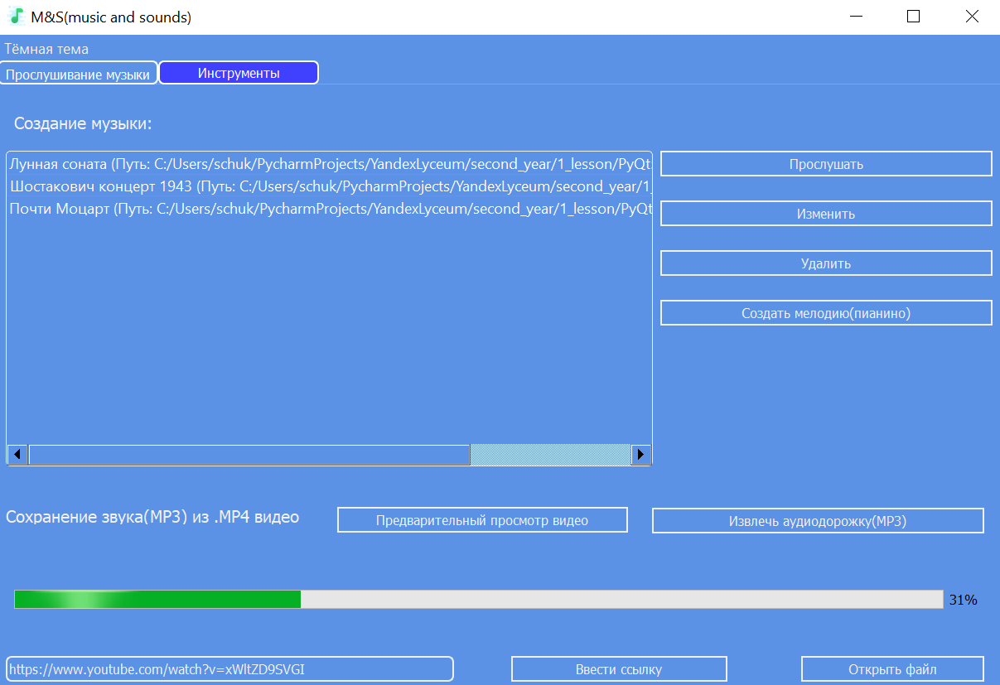 M&S(music and sounds)
Тёмная тема
Прослушивание музыки Инструменты
Создание музыки:
Лунная соната (Путь: C:/Users/schuk/PycharmProjects/YandexLyceum/second_year/1_lesson/PyQt
Шостакович концерт 1943 (Путь: C:/Users/schuk/PycharmProjects/YandexLyceum/second_year/1_
Почти Моцарт (Путь: C:/Users/schuk/PycharmProjects/YandexLyceum/second_year/1_lesson/PyQt
Прослушать
Изменить
Удалить
Создать мелодию(пианино)
Сохранение звука(MP3) из .MP4 видео Предварительный просмотр видео Извлечь аудиодорожку(MP3)
31%
https://www.youtube.com/watch?v=xWltZD9SVGI Ввести ссылку Открыть файл